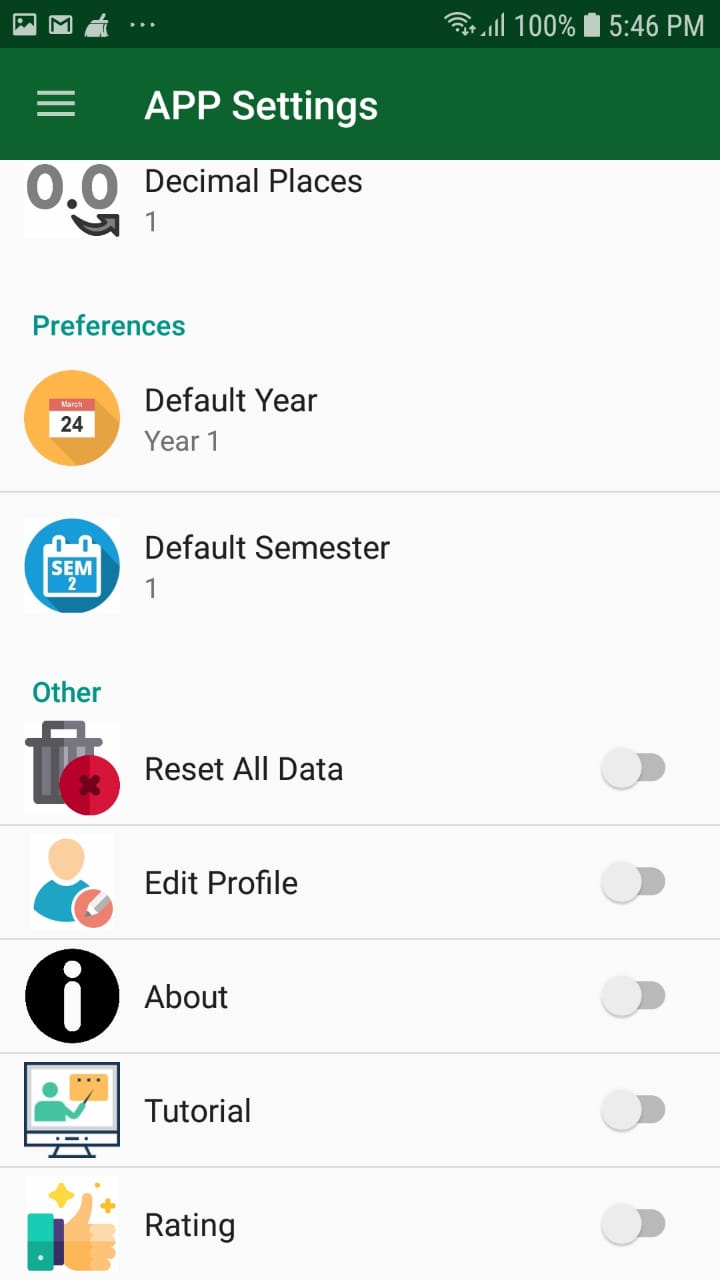 100% 5:46 PM
APP Settings
0.0
Decimal Places
1
Preferences
March
24
Default Year
Year 1
SEM
2
Default Semester
1
Other
Reset All Data
Edit Profile
About
Tutorial
Rating